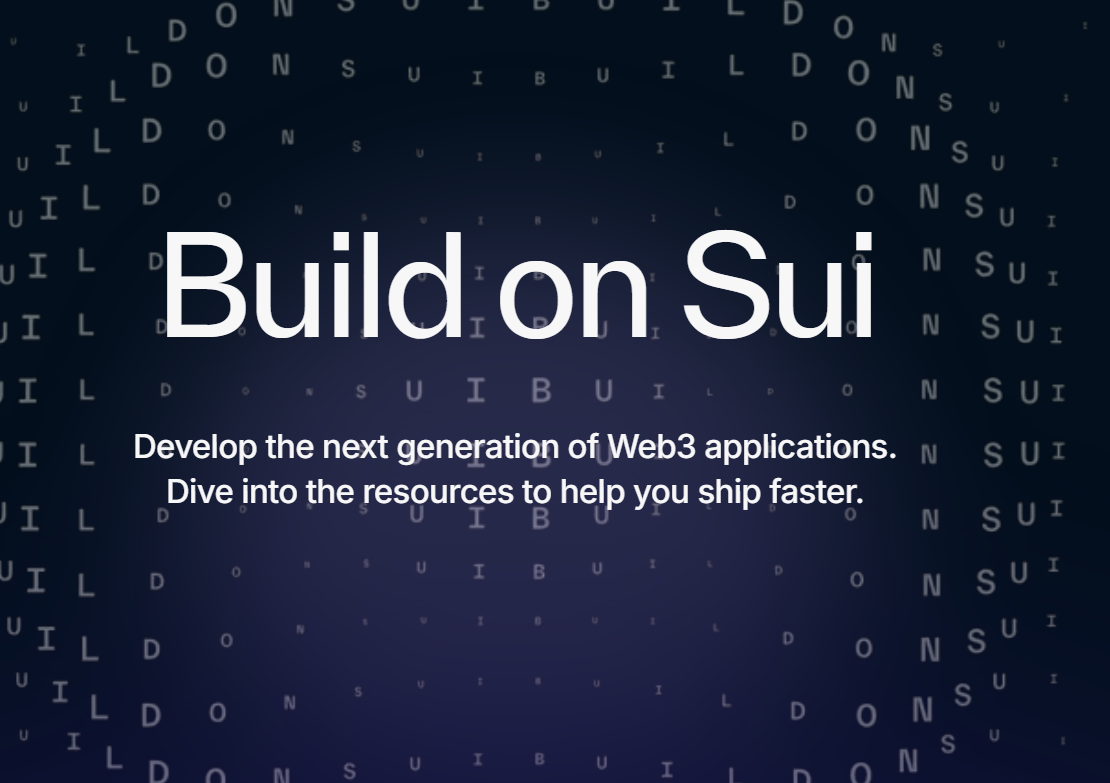 Build on Sui
Develop the next generation of Web3 applications.
Dive into the resources to help you ship faster.